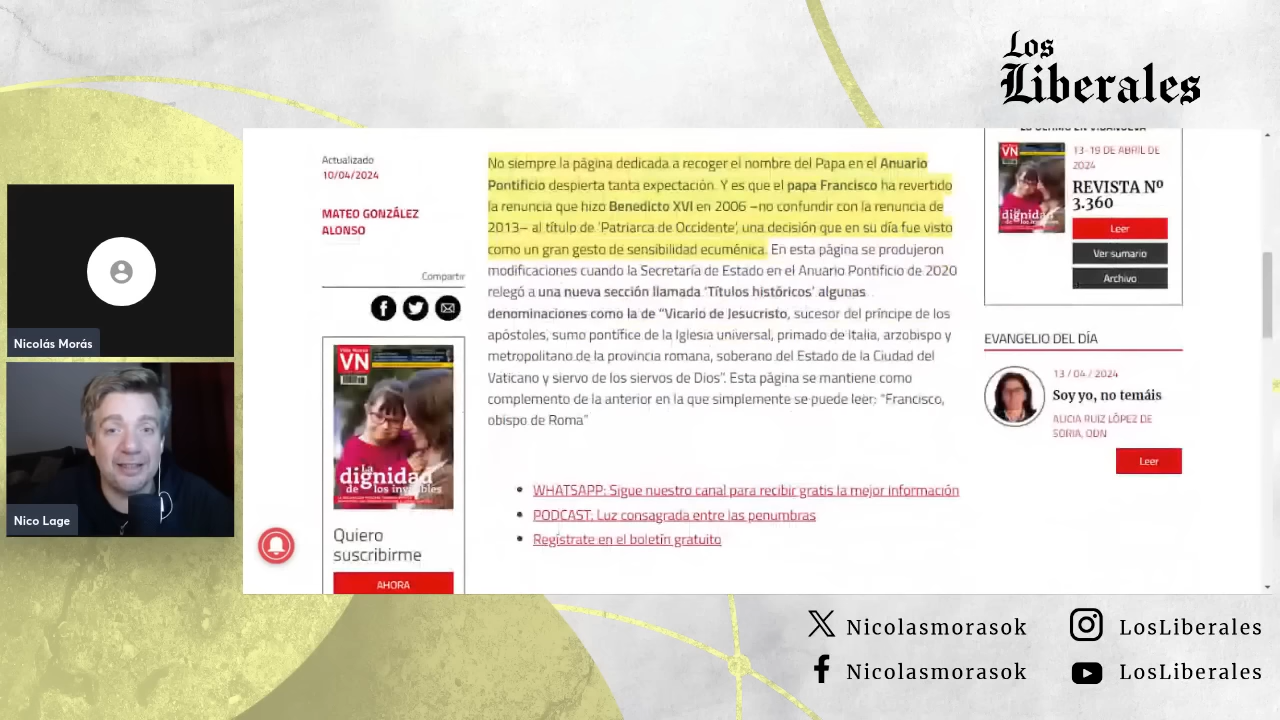 Los
Liberales
Actualizado
10/04/2024
MATEO GONZÁLEZ
ALONSO
Compartir
VN
La
dignidad
de los invisibles
Quiero
suscribirme
AHORA
No siempre la página dedicada a recoger el nombre del Papa en el Anuario
Pontificio despierta tanta expectación. Y es que el papa Francisco ha revertido
la renuncia que hizo Benedicto XVI en 2006 –no confundir con la renuncia de
2013– al título de ‘Patriarca de Occidente’, una decisión que en su día fue visto
como un gran gesto de sensibilidad ecuménica. En esta página se produjeron
modificaciones cuando la Secretaría de Estado en el Anuario Pontificio de 2020
relegó a una nueva sección llamada ‘Títulos históricos’ algunas
denominaciones como la de “Vicario de Jesucristo, sucesor del príncipe de los
apóstoles, sumo pontífice de la Iglesia universal, primado de Italia, arzobispo y
metropolitano de la provincia romana, soberano del Estado de la Ciudad del
Vaticano y siervo de los siervos de Dios”. Esta página se mantiene como
complemento de la anterior en la que simplemente se puede leer: “Francisco,
obispo de Roma”
WHATSAPP: Sigue nuestro canal para recibir gratis la mejor información
PODCAST: Luz consagrada entre las penumbras
Regístrate en el boletín gratuito
VN
dignidad
13-19 DE ABRIL DE
2024
REVISTA Nº
3.360
Leer
Ver sumario
Archivo
EVANGELIO DEL DÍA
13 / 04 / 2024
Soy yo, no temáis
ALICIA RUIZ LÓPEZ DE
SORIA, ODN
Leer
Nicolás Morás
Nico Lage
Nicolasmorasok
LosLiberales
Nicolasmorasok
LosLiberales